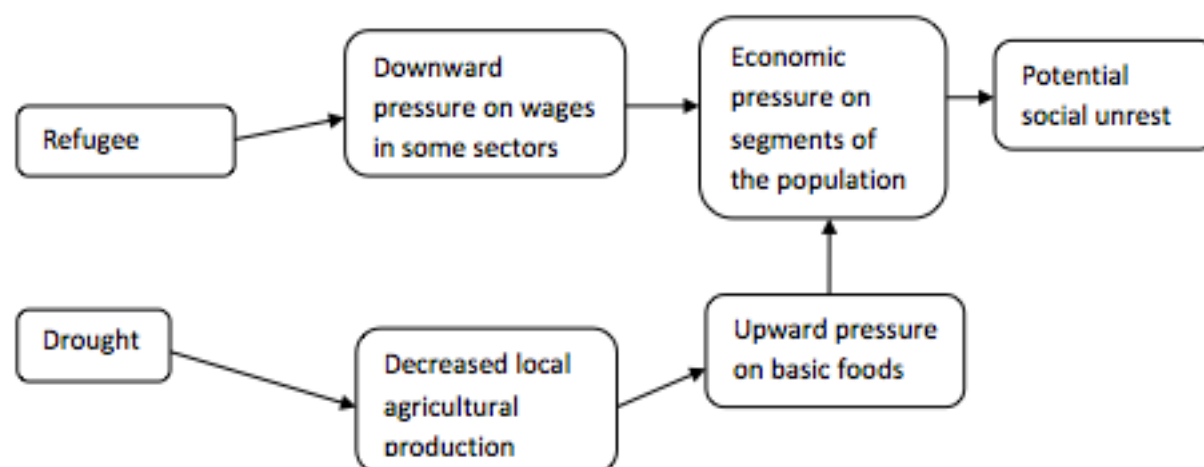 Refugee
Downward
pressure on wages
in some sectors
Economic
pressure on
segments of
the population
Potential
social unrest
Drought
Decreased local
agricultural
production
Upward pressure
on basic foods